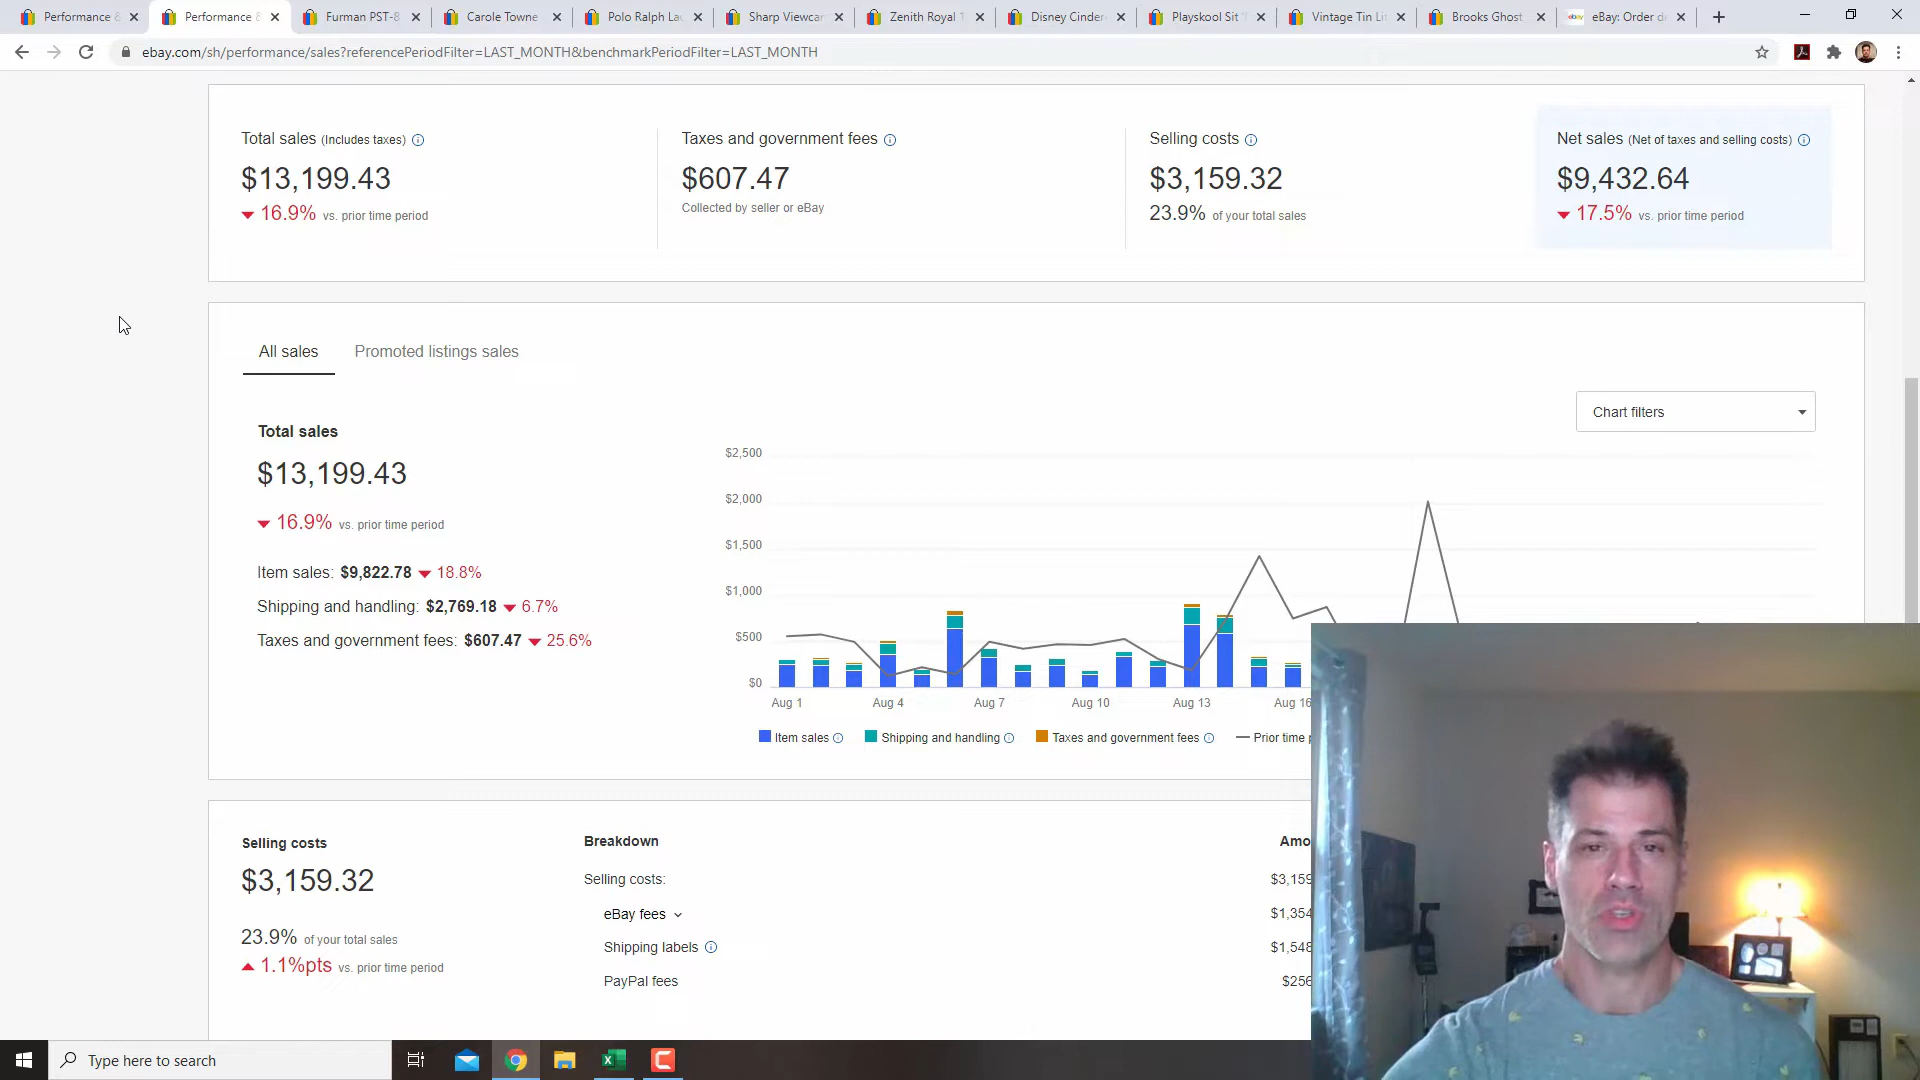 Performance &
Performance &
Furman PST-8
Carole Towne
Polo Ralph La
Sharp Viewca
Zenith Royal
Disney Cinder
Playskool Sit
Vintage Tin Li
Brooks Ghost
eBay: Order d
ebay.com/sh/performance/sales?referencePeriodFilter=LAST_MONTH&benchmarkPeriodFilter=LAST_MONTH
Total sales (Includes taxes)
$13,199.43
16.9% vs. prior time period
Taxes and government fees
$607.47
Collected by seller or eBay
Selling costs
$3,159.32
23.9% of your total sales
Net sales (Net of taxes and selling costs)
$9,432.64
17.5% vs. prior time period
All sales
Promoted listings sales
Chart filters
Total sales
$13,199.43
16.9% vs. prior time period
Item sales: $9,822.78 18.8%
Shipping and handling: $2,769.18 6.7%
Taxes and government fees: $607.47 25.6%
$2,500
$2,000
$1,500
$1,000
$500
$0
Aug 1 Aug 4 Aug 7 Aug 10 Aug 13 Aug 16
Item sales Shipping and handling Taxes and government fees Prior time
Selling costs
$3,159.32
23.9% of your total sales
1.1%pts vs. prior time period
Breakdown Amo
Selling costs: $3,159
eBay fees $1,354
Shipping labels $1,548
PayPal fees $256
Type here to search